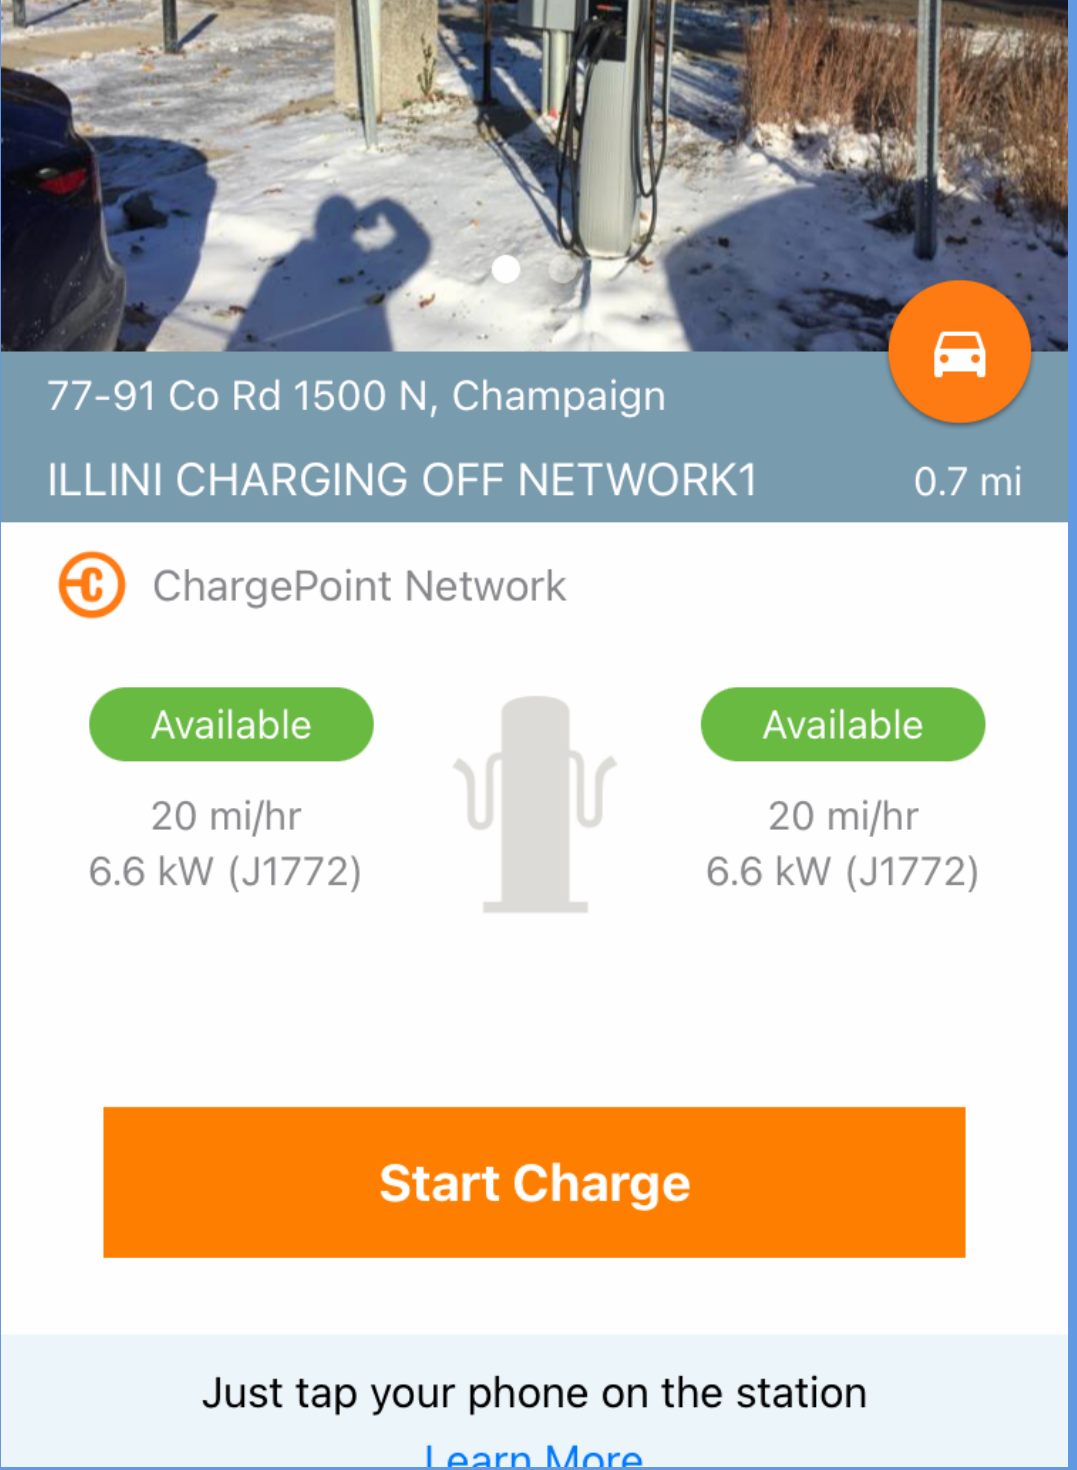 77-91 Co Rd 1500 N, Champaign
ILLINI CHARGING OFF NETWORK1 0.7 mi
ChargePoint Network
Available Available
20 mi/hr 20 mi/hr
6.6 kW (J1772) 6.6 kW (J1772)
Start Charge
Just tap your phone on the station
Learn More